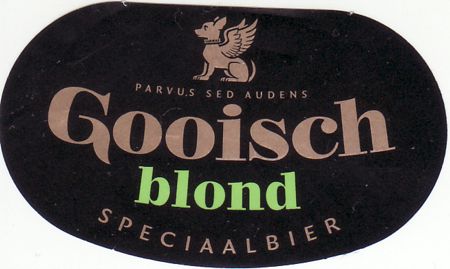 PARVUS SED AUDENS
Gooisch
blond
SPECIAALBIER